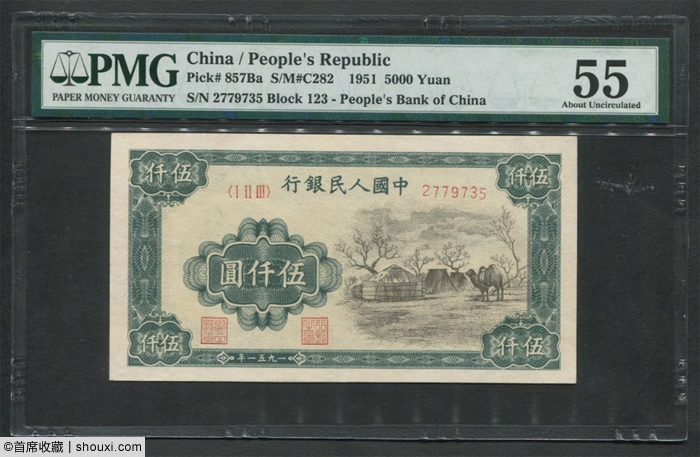 PMG
PAPER MONEY GUARANTY
China / People's Republic
Pick# 857Ba S/M#C282 1951 5000 Yuan
S/N 2779735 Block 123 - People's Bank of China
55
About Uncirculated
仟伍
仟伍
行銀民人國中
〈I II III〉
2779735
圓仟伍
仟伍
仟伍
年一五九一
©首席收藏 | shouxi.com